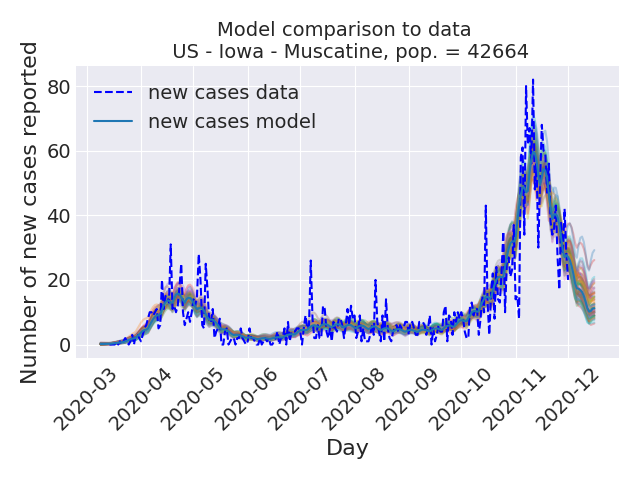 Model comparison to data
US - Iowa - Muscatine, pop. = 42664
Number of new cases reported
80
60
40
20
0
new cases data
new cases model
2020-03
2020-04
2020-05
2020-06
2020-07
2020-08
2020-09
2020-10
2020-11
2020-12
Day